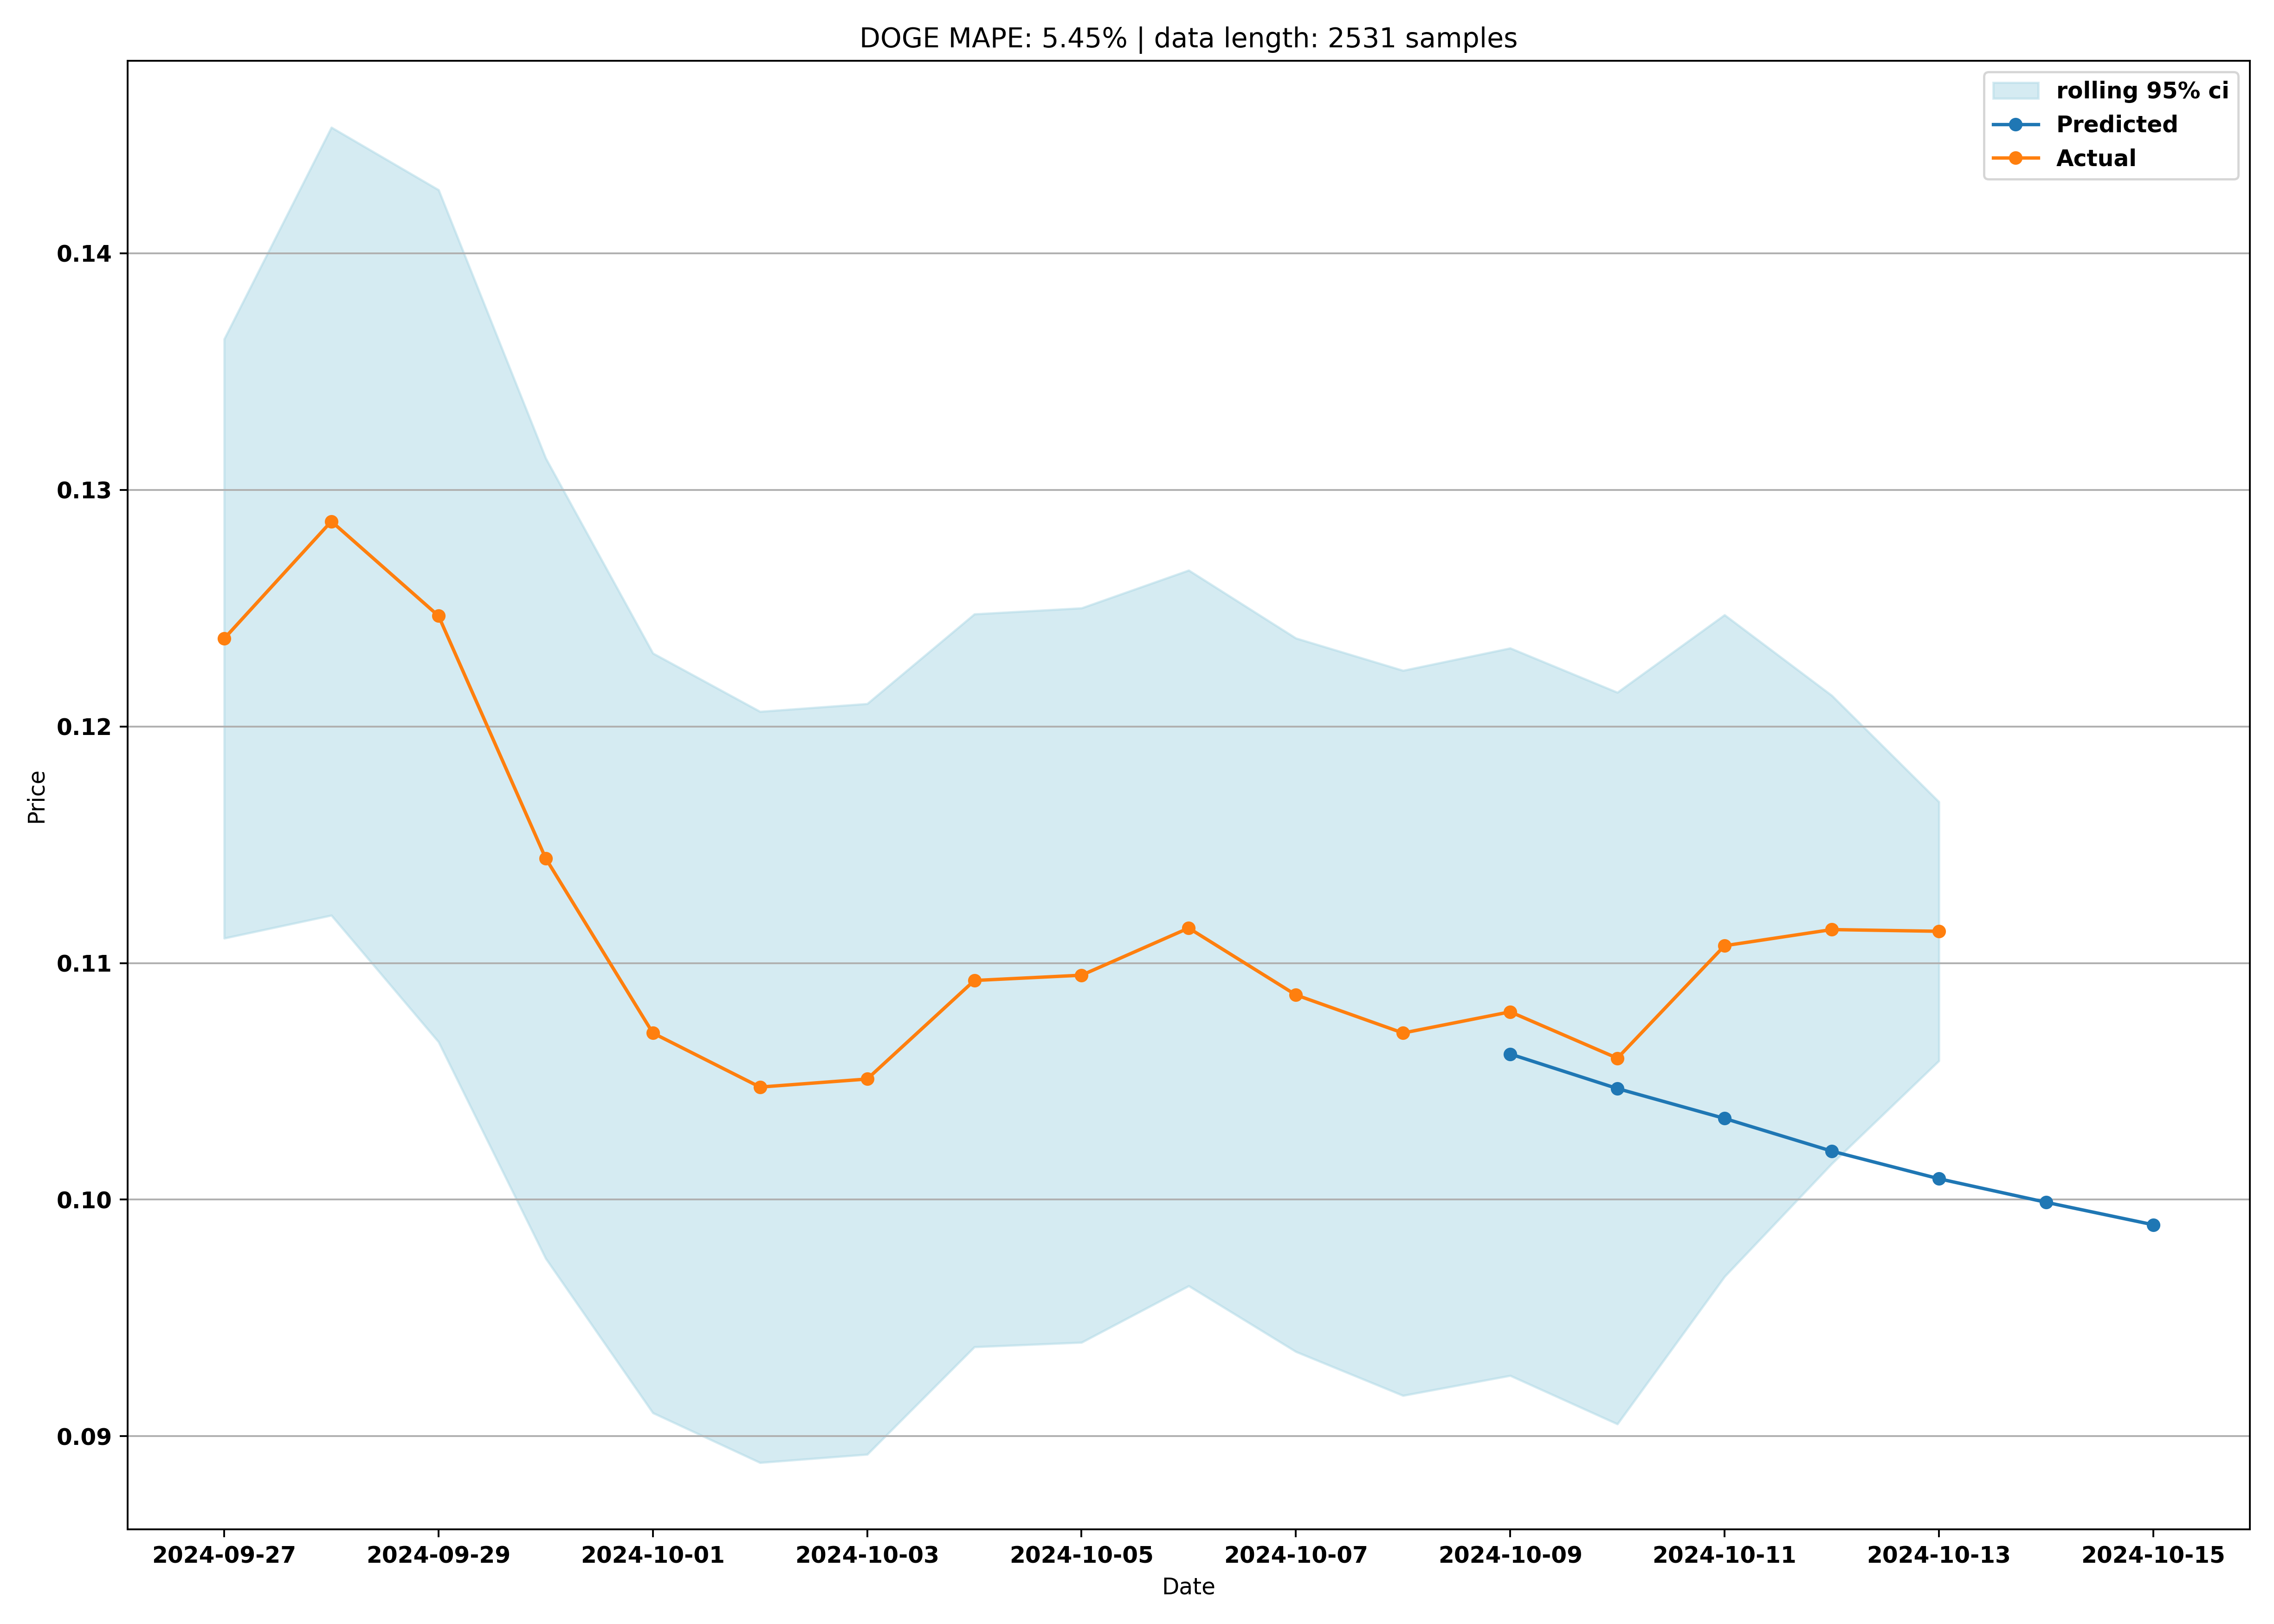 DOGE MAPE: 5.45% | data length: 2531 samples
rolling 95% ci
Predicted
Actual
0.14
0.13
0.12
0.11
0.10
0.09
Price
2024-09-27 2024-09-29 2024-10-01 2024-10-03 2024-10-05 2024-10-07 2024-10-09 2024-10-11 2024-10-13 2024-10-15
Date